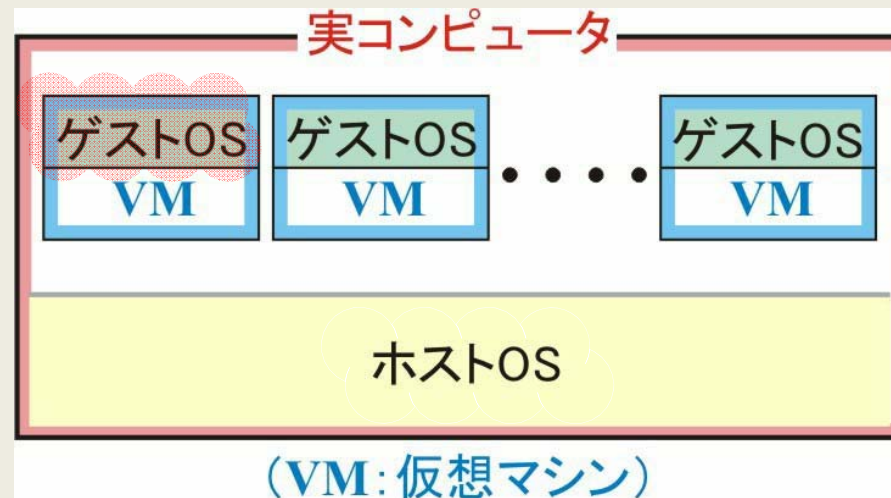 実コンピュータ
ゲストOS ゲストOS ゲストOS
VM VM ・・・・ VM
ホストOS
(VM:仮想マシン)